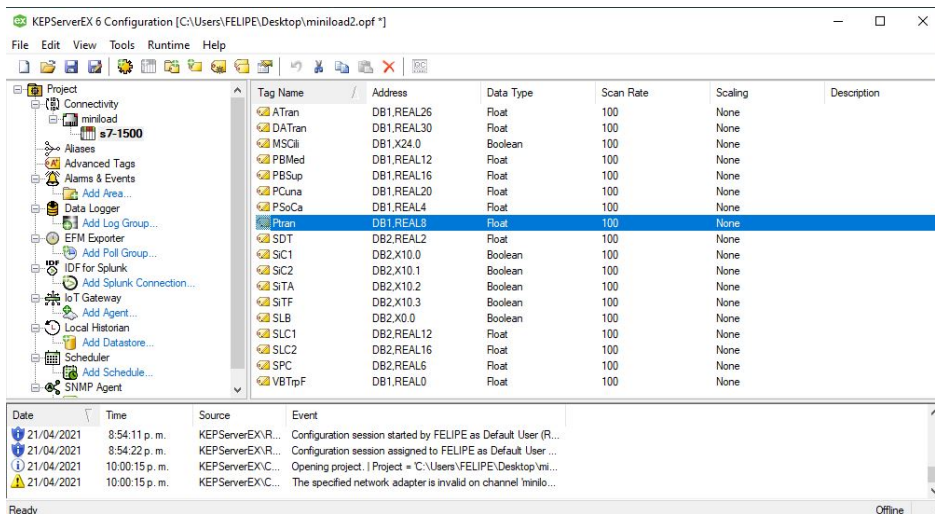 KEPServerEX 6 Configuration [C:\Users\FELIPE\Desktop\miniload2.opf *]
File Edit View Tools Runtime Help
Project
Connectivity
miniload
s7-1500
Aliases
Advanced Tags
Alarms & Events
Add Area...
Data Logger
Add Log Group...
EFM Exporter
Add Poll Group...
IDF for Splunk
Add Splunk Connection...
IoT Gateway
Add Agent...
Local Historian
Add Datastore...
Scheduler
Add Schedule...
SNMP Agent
Tag Name Address Data Type Scan Rate Scaling Description
ATran DB1,REAL26 Float 100 None
DATran DB1,REAL30 Float 100 None
MSCili DB1,X24.0 Boolean 100 None
PBMed DB1,REAL12 Float 100 None
PBSup DB1,REAL16 Float 100 None
PCuna DB1,REAL20 Float 100 None
PSoCa DB1,REAL4 Float 100 None
Ptran DB1,REAL8 Float 100 None
SDT DB2,REAL2 Float 100 None
SiC1 DB2,X10.0 Boolean 100 None
SiC2 DB2,X10.1 Boolean 100 None
SiTA DB2,X10.2 Boolean 100 None
SiTF DB2,X10.3 Boolean 100 None
SLB DB2,X0.0 Boolean 100 None
SLC1 DB2,REAL12 Float 100 None
SLC2 DB2,REAL16 Float 100 None
SPC DB2,REAL6 Float 100 None
VBTrpF DB1,REAL0 Float 100 None
Date Time Source Event
21/04/2021 8:54:11 p. m. KEPServerEX\R... Configuration session started by FELIPE as Default User (R...
21/04/2021 8:54:22 p. m. KEPServerEX\R... Configuration session assigned to FELIPE as Default User ...
21/04/2021 10:00:15 p. m. KEPServerEX\C... Opening project. | Project = 'C:\Users\FELIPE\Desktop\mi...
21/04/2021 10:00:15 p. m. KEPServerEX\C... The specified network adapter is invalid on channel 'minilo...
Ready Offline